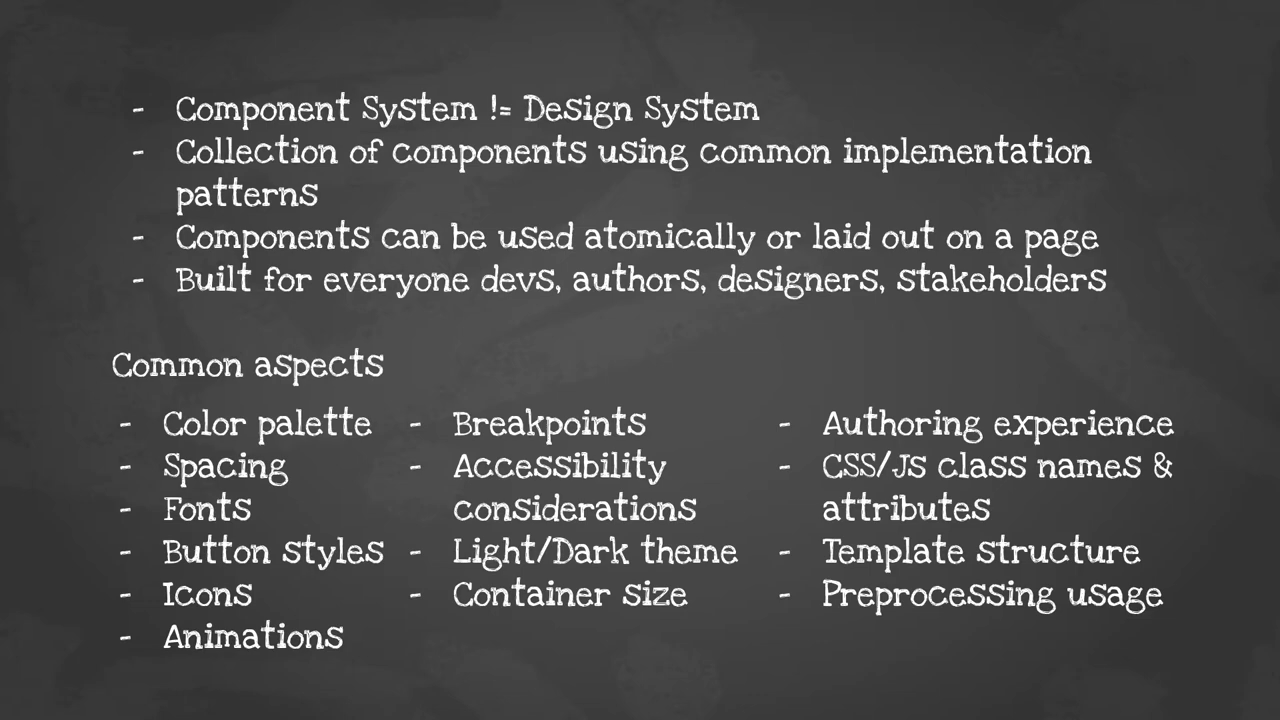 - Component System != Design System
- Collection of components using common implementation
patterns
- Components can be used atomically or laid out on a page
- Built for everyone devs, authors, designers, stakeholders
Common aspects
- Color palette
- Spacing
- Fonts
- Button styles
- Icons
- Animations
- Breakpoints
- Accessibility
considerations
- Light/Dark theme
- Container size
- Authoring experience
- CSS/Js class names &
attributes
- Template structure
- Preprocessing usage